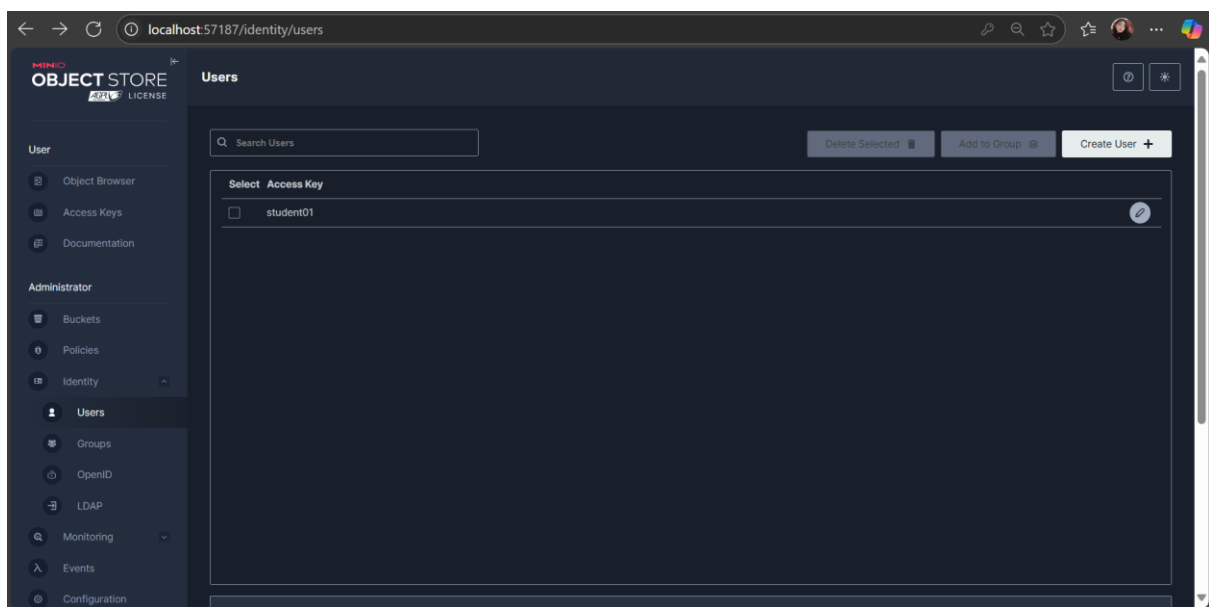 localhost:57187/identity/users
MINIO
OBJECT STORE
AGPLv3 LICENSE
Users
User
Object Browser
Access Keys
Documentation
Administrator
Buckets
Policies
Identity
Users
Groups
OpenID
LDAP
Monitoring
Events
Configuration
Search Users
Delete Selected
Add to Group
Create User +
Select Access Key
student01